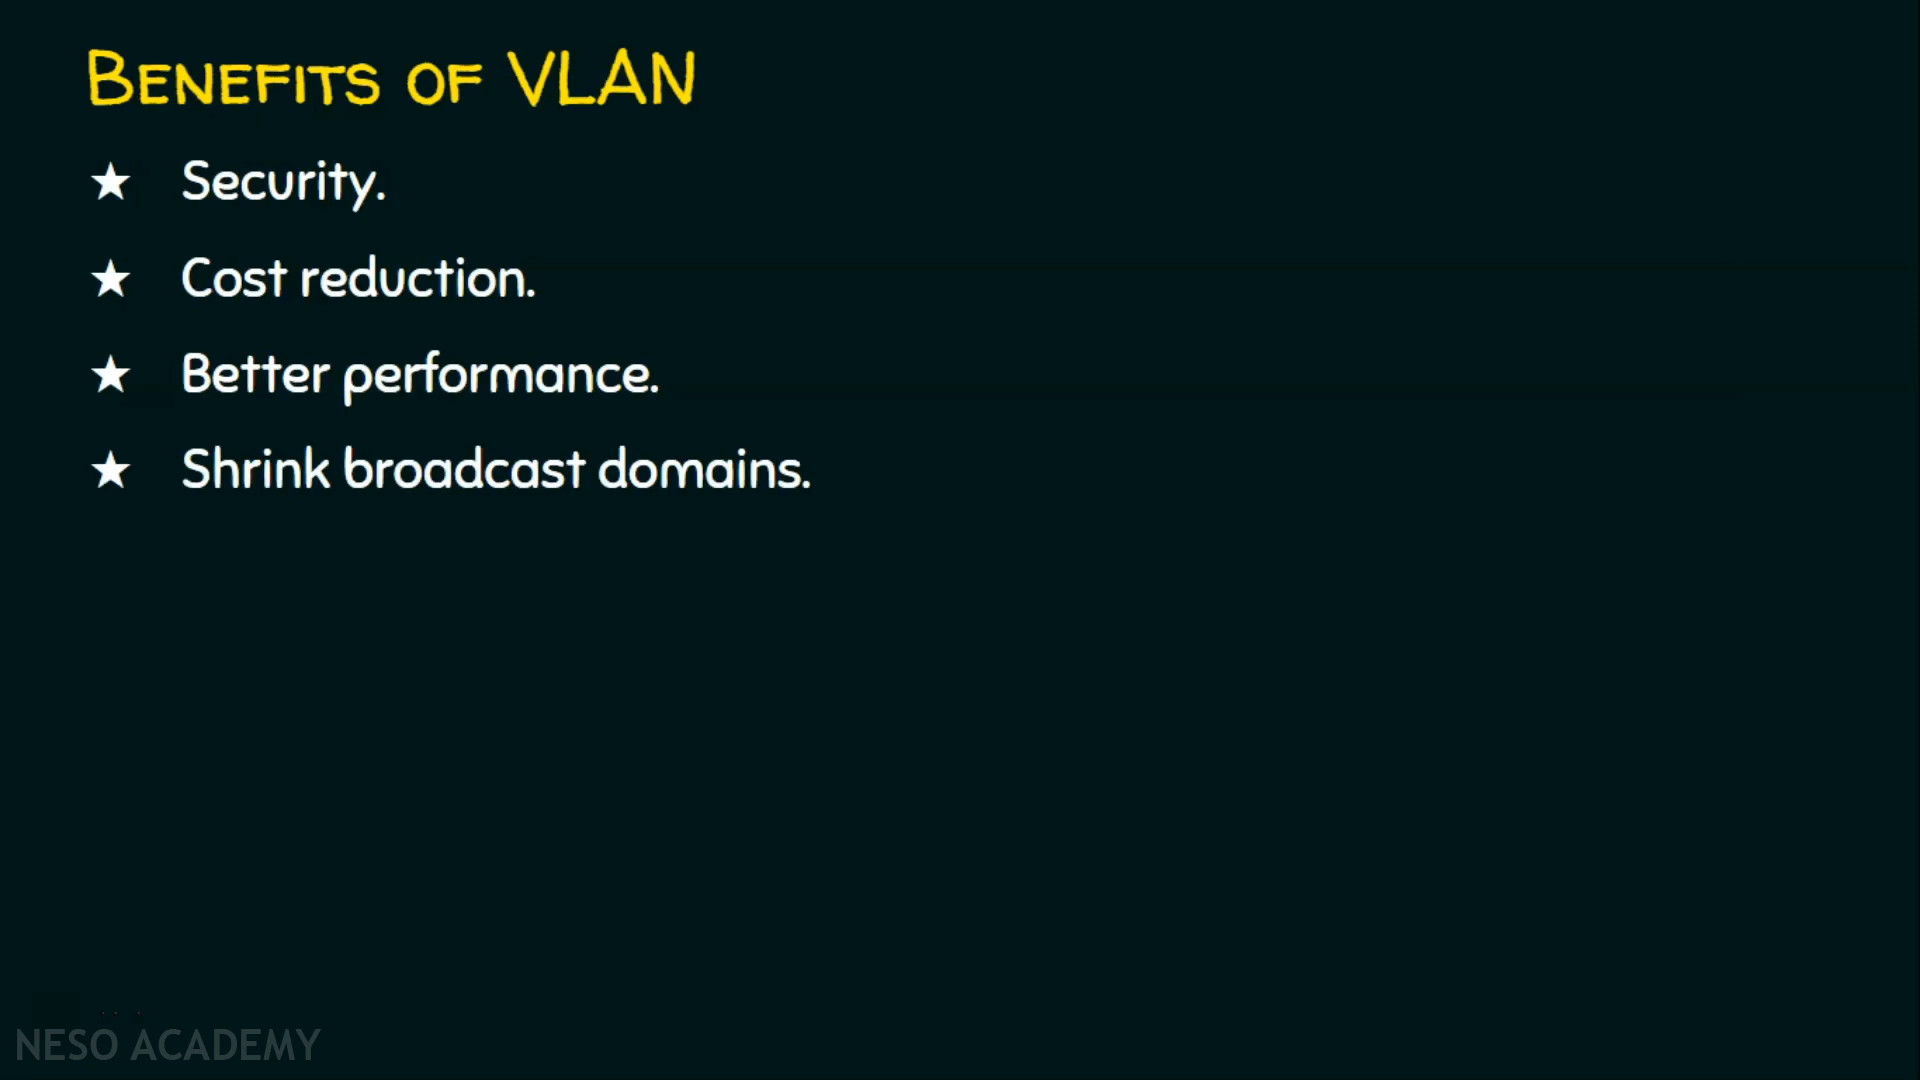 BENEFITS OF VLAN
★ Security.
★ Cost reduction.
★ Better performance.
★ Shrink broadcast domains.
NESO ACADEMY